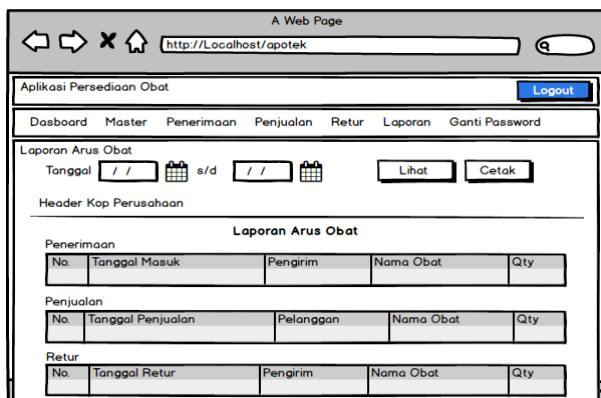 A Web Page
http://Localhost/apotek
Aplikasi Persediaan Obat
Logout
Dasboard Master Penerimaan Penjualan Retur Laporan Ganti Password
Laporan Arus Obat
Tanggal / / s/d / / Lihat Cetak
Header Kop Perusahaan
Laporan Arus Obat
Penerimaan
No. Tanggal Masuk Pengirim Nama Obat Qty
Penjualan
No. Tanggal Penjualan Pelanggan Nama Obat Qty
Retur
No. Tanggal Retur Pengirim Nama Obat Qty